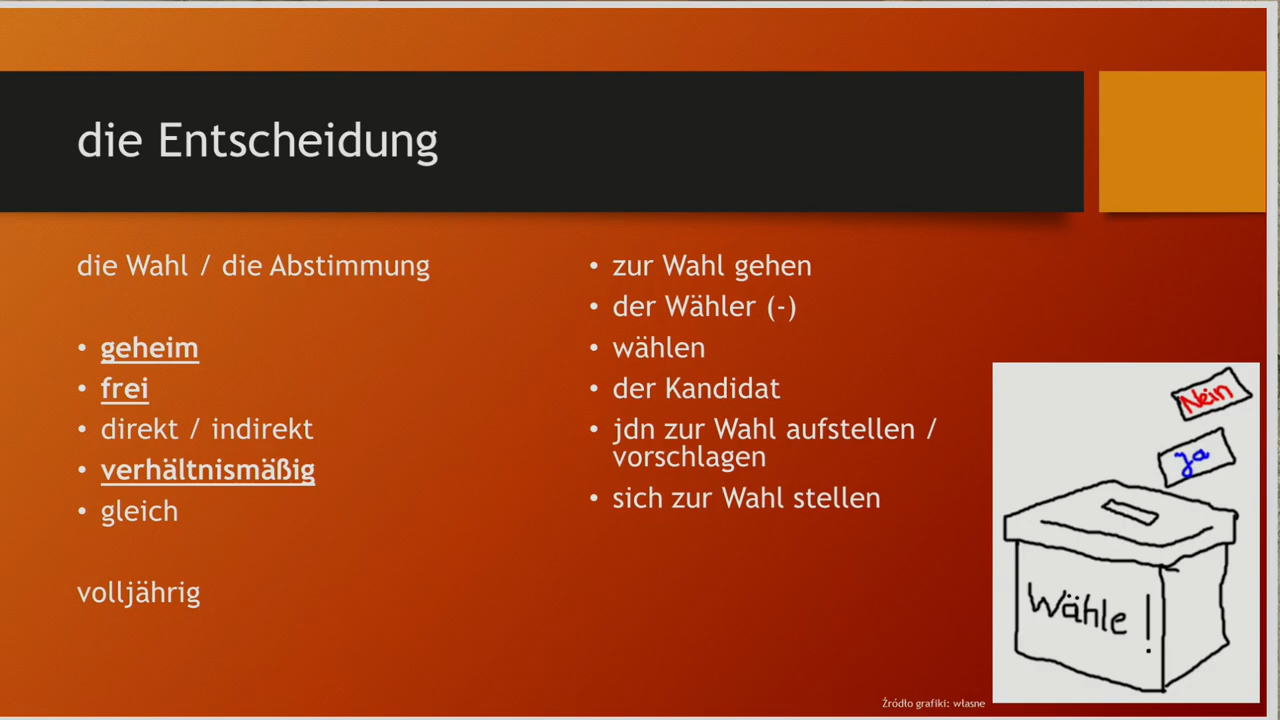 die Entscheidung
die Wahl / die Abstimmung
• geheim
• frei
• direkt / indirekt
• verhältnismäßig
• gleich
volljährig
• zur Wahl gehen
• der Wähler (-)
• wählen
• der Kandidat
• jdn zur Wahl aufstellen /
vorschlagen
• sich zur Wahl stellen
Nein
Ja
Wähle !
Źródło grafiki: własne